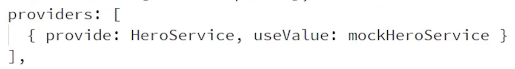 providers: [
  { provide: HeroService, useValue: mockHeroService }
],